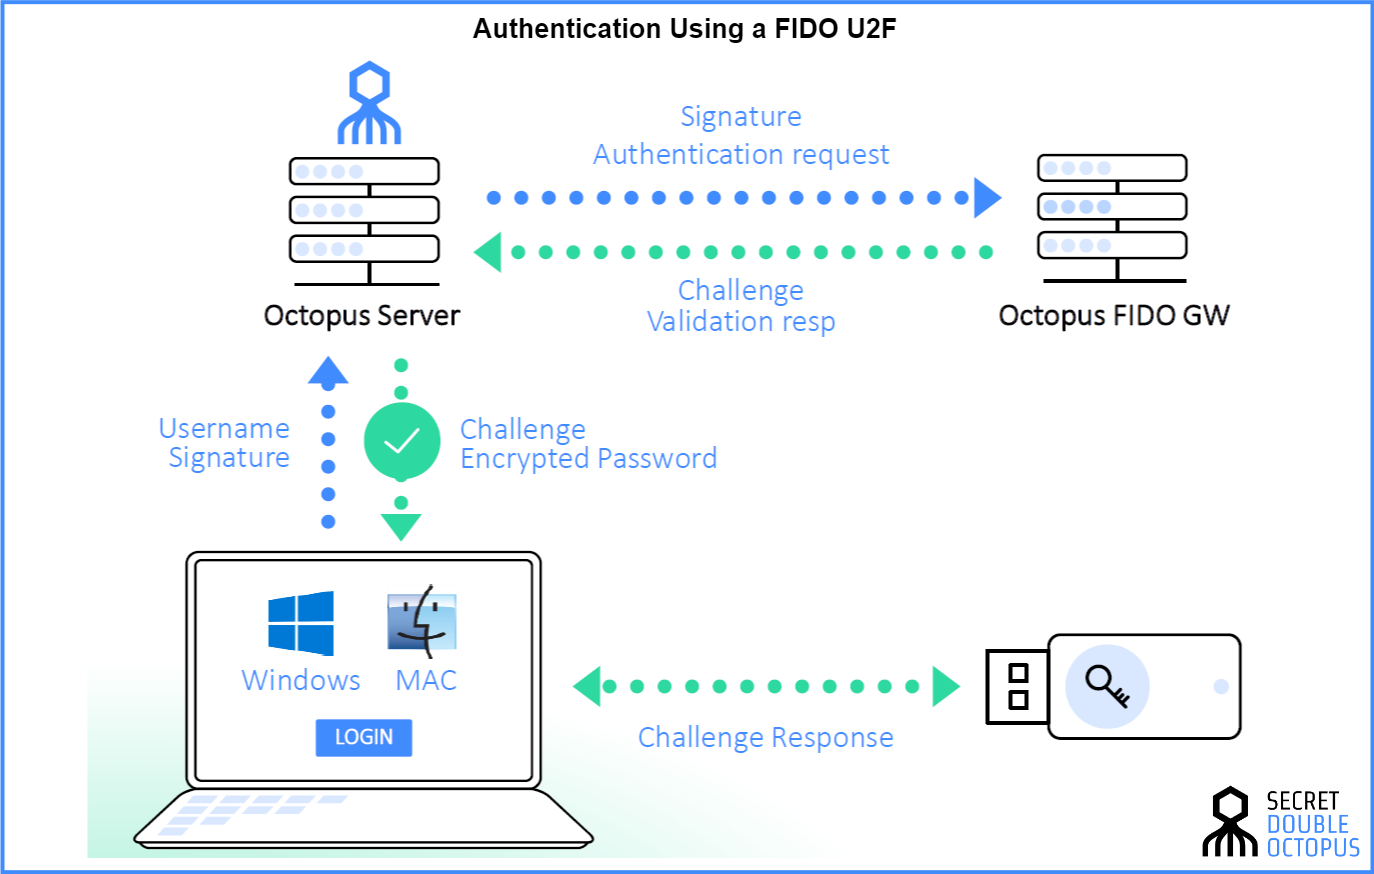 Authentication Using a FIDO U2F
Signature
Authentication request
Challenge
Validation resp
Octopus Server
Octopus FIDO GW
Username
Signature
Challenge
Encrypted Password
Windows
MAC
LOGIN
Challenge Response
SECRET
DOUBLE
OCTOPUS